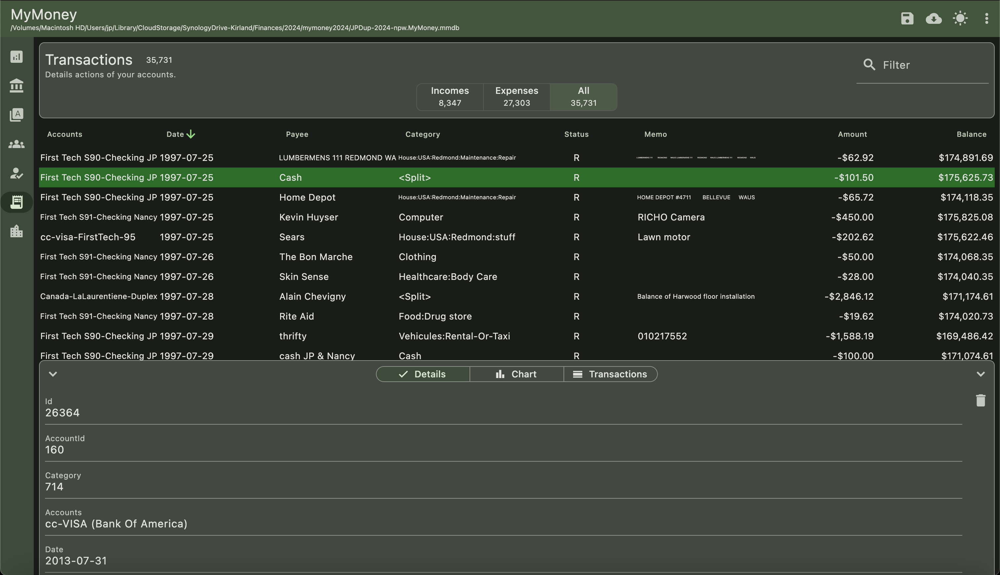 MyMoney
/Volumes/Macintosh HD/Users/jp/Library/CloudStorage/SynologyDrive-Kirland/Finances/2024/mymoney2024/JPDup-2024-npw.MyMoney.mmdb
Transactions 35,731
Details actions of your accounts.
Filter
Incomes Expenses All
8,347 27,303 35,731
Accounts Date Payee Category Status Memo Amount Balance
First Tech S90-Checking JP 1997-07-25 LUMBERMENS 111 REDMOND WA House:USA:Redmond:Maintenance:Repair R LUMBERMENS 111 REDMOND WAUS LUMBERMENS 111 REDMOND WAUS LUMBERMENS 111 REDMOND WAUS -$62.92 $174,891.69
First Tech S90-Checking JP 1997-07-25 Cash <Split> R -$101.50 $175,625.73
First Tech S90-Checking JP 1997-07-25 Home Depot House:USA:Redmond:Maintenance:Repair R HOME DEPOT #4711 BELLEVUE WAUS -$65.72 $174,118.35
First Tech S91-Checking Nancy 1997-07-25 Kevin Huyser Computer R RICHO Camera -$450.00 $175,825.08
cc-visa-FirstTech-95 1997-07-25 Sears House:USA:Redmond:stuff R Lawn motor -$202.62 $175,622.46
First Tech S91-Checking Nancy 1997-07-26 The Bon Marche Clothing R -$50.00 $174,068.35
First Tech S91-Checking Nancy 1997-07-26 Skin Sense Healthcare:Body Care R -$28.00 $174,040.35
Canada-LaLaurentiene-Duplex 1997-07-28 Alain Chevigny <Split> R Balance of Harwood floor installation -$2,846.12 $171,174.61
First Tech S91-Checking Nancy 1997-07-28 Rite Aid Food:Drug store R -$19.62 $174,020.73
First Tech S90-Checking JP 1997-07-29 thrifty Vehicules:Rental-Or-Taxi R 010217552 -$1,588.19 $169,486.42
First Tech S90-Checking JP 1997-07-29 cash JP & Nancy Cash R -$100.00 $171,074.61
Details Chart Transactions
Id
26364
AccountId
160
Category
714
Accounts
cc-VISA (Bank Of America)
Date
2013-07-31